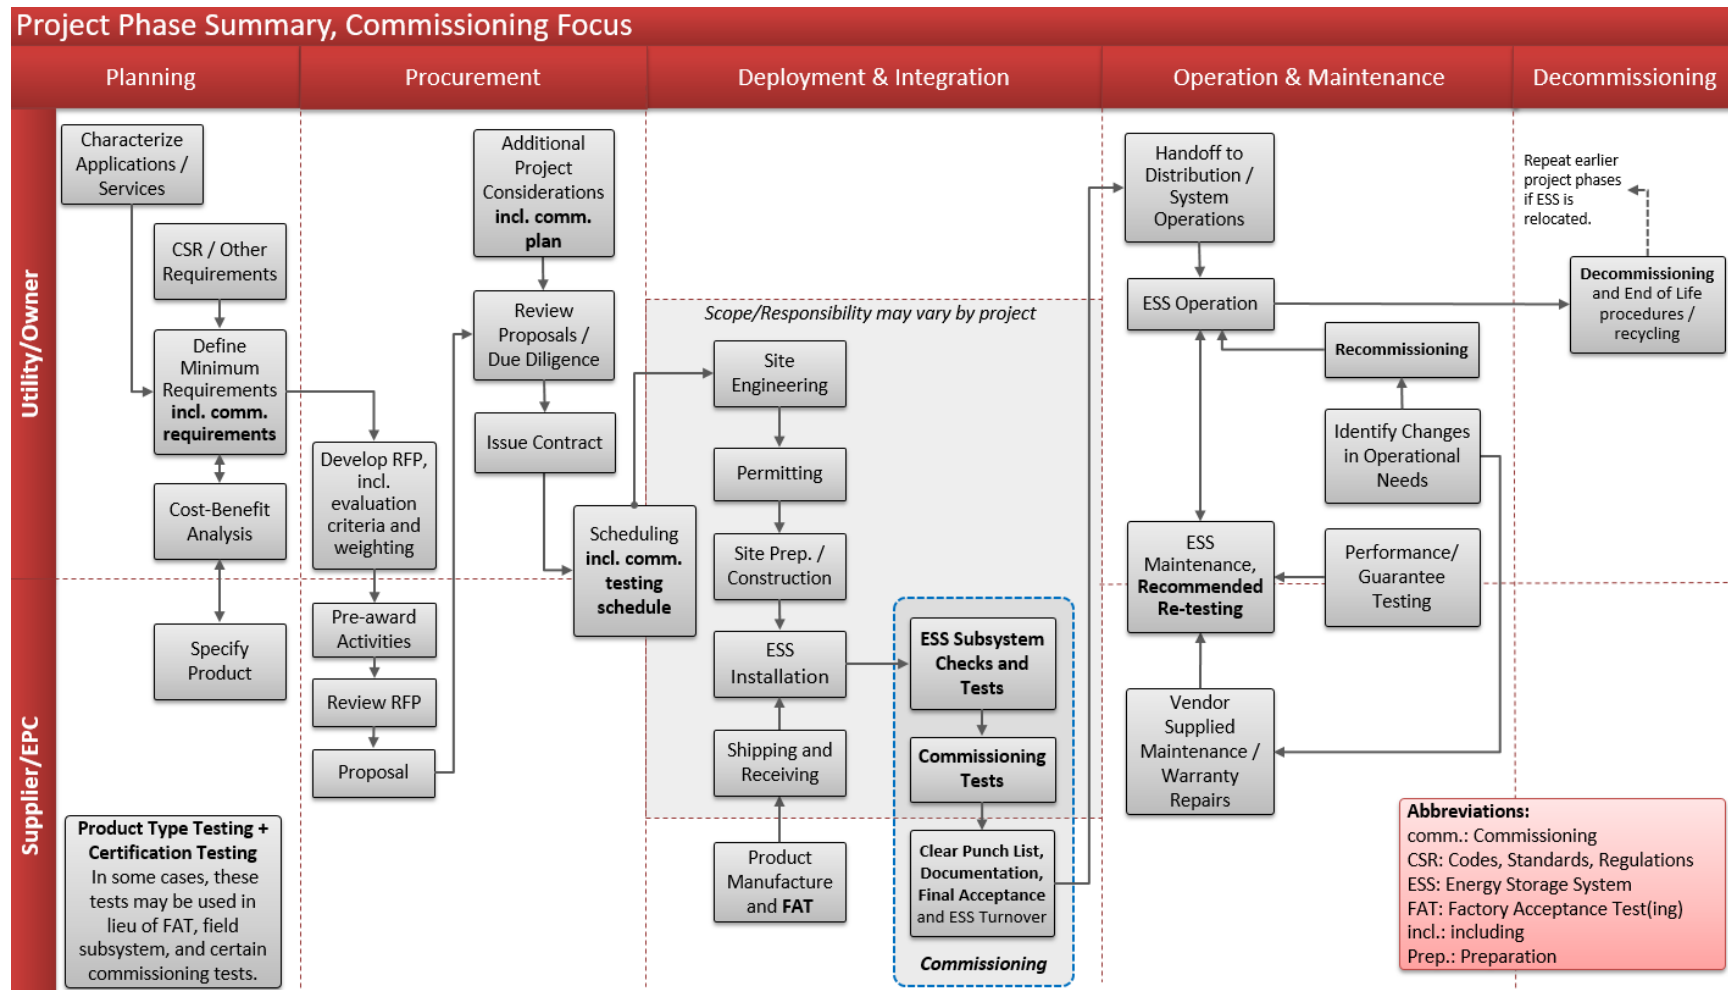 Project Phase Summary, Commissioning Focus
Planning
Procurement
Deployment & Integration
Operation & Maintenance
Decommissioning
Utility/Owner
Supplier/EPC
Characterize
Applications /
Services
CSR / Other
Requirements
Define
Minimum
Requirements
incl. comm.
requirements
Cost-Benefit
Analysis
Specify
Product
Product Type Testing +
Certification Testing
In some cases, these
tests may be used in
lieu of FAT, field
subsystem, and certain
commissioning tests.
Additional
Project
Considerations
incl. comm.
plan
Review
Proposals /
Due Diligence
Issue Contract
Develop RFP,
incl.
evaluation
criteria and
weighting
Pre-award
Activities
Review RFP
Proposal
Scheduling
incl. comm.
testing
schedule
Scope/Responsibility may vary by project
Site
Engineering
Permitting
Site Prep. /
Construction
ESS
Installation
Shipping and
Receiving
Product
Manufacture
and FAT
ESS Subsystem
Checks and
Tests
Commissioning
Tests
Clear Punch List,
Documentation,
Final Acceptance
and ESS Turnover
Commissioning
Handoff to
Distribution /
System
Operations
ESS Operation
Recommissioning
Identify Changes
in Operational
Needs
ESS
Maintenance,
Recommended
Re-testing
Performance/
Guarantee
Testing
Vendor
Supplied
Maintenance /
Warranty
Repairs
Repeat earlier
project phases
if ESS is
relocated.
Decommissioning
and End of Life
procedures /
recycling
Abbreviations:
comm.: Commissioning
CSR: Codes, Standards, Regulations
ESS: Energy Storage System
FAT: Factory Acceptance Test(ing)
incl.: including
Prep.: Preparation